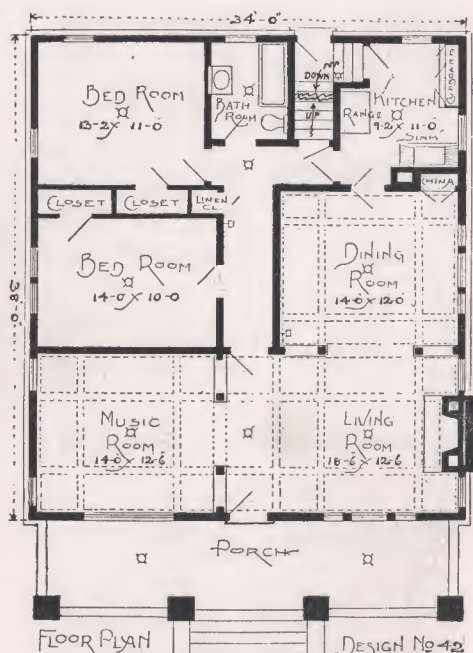 34'-0"
BED ROOM
13-2 X 11-0
BATH
ROOM
DOWN
UP
KITCHEN
9-2 X 11-0
RANGE
SINK
CUPBOARD
CHINA
CLOSET
CLOSET
LINEN
CL.
BED ROOM
14-0 X 10-0
DINING
ROOM
14-0 X 12-0
38'-0"
MUSIC
ROOM
14-0 X 12-6
LIVING
ROOM
18-6 X 12-6
PORCH
FLOOR PLAN
DESIGN No 42